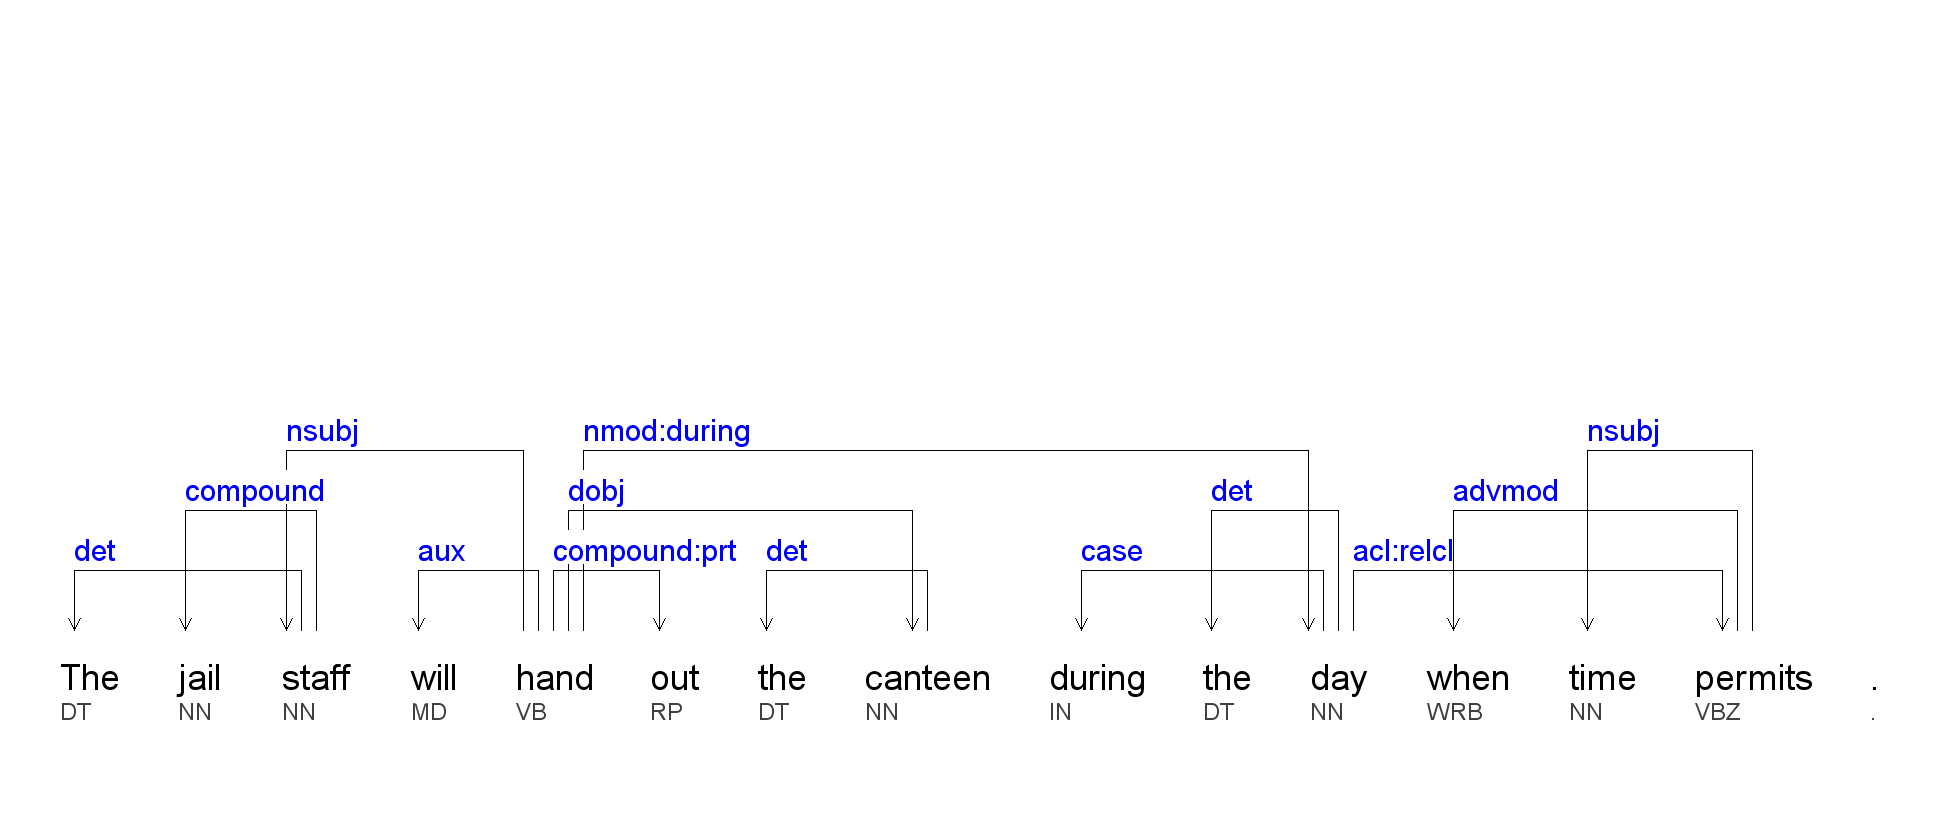 nsubj nmod:during nsubj
compound dobj det advmod
det aux compound:prt det case acl:relcl
The jail staff will hand out the canteen during the day when time permits .
DT NN NN MD VB RP DT NN IN DT NN WRB NN VBZ .